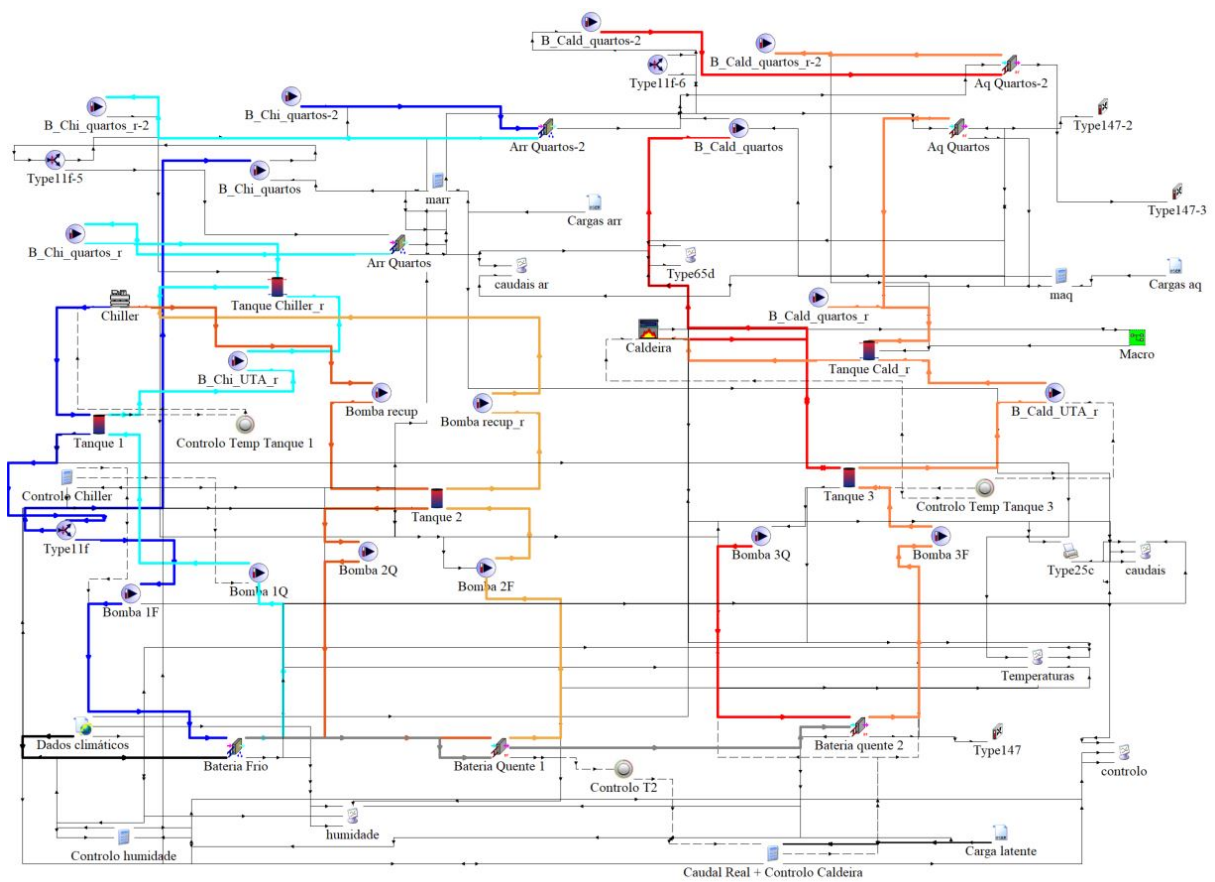 B_Cald_quartos-2
B_Cald_quartos_r-2
Type11f-6
Aq Quartos-2
B_Chi_quartos_r-2
B_Chi_quartos-2
Arr Quartos-2
B_Cald_quartos
Aq Quartos
Type147-2
Type11f-5
B_Chi_quartos
marr
Cargas arr
Type147-3
B_Chi_quartos_r
Arr Quartos
caudais ar
Type65d
maq
Cargas aq
Tanque Chiller_r
Chiller
B_Cald_quartos_r
Caldeira
Tanque Cald_r
Macro
B_Chi_UTA_r
Bomba recup
Bomba recup_r
B_Cald_UTA_r
Tanque 1
Controlo Temp Tanque 1
Controlo Chiller
Tanque 2
Tanque 3
Controlo Temp Tanque 3
Type11f
Bomba 2Q
Bomba 2F
Bomba 3Q
Bomba 3F
Type25c
caudais
Bomba 1F
Bomba 1Q
Temperaturas
Dados climáticos
Bateria Frio
Bateria Quente 1
Bateria quente 2
Type147
Controlo T2
controlo
humidade
Controlo humidade
Carga latente
Caudal Real + Controlo Caldeira